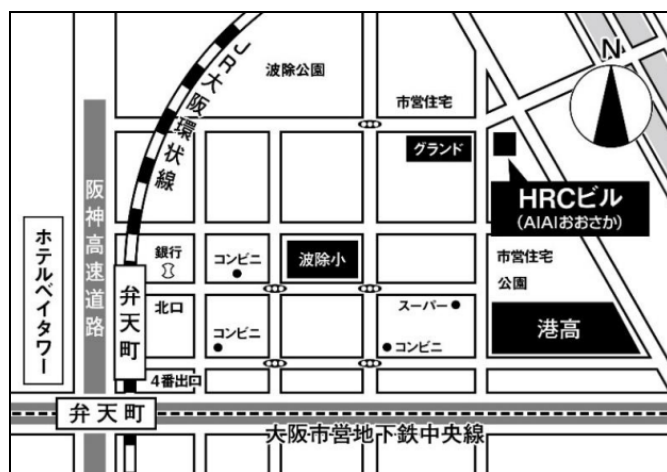 N
波除公園
市営住宅
JR大阪環状線
グランド
HRCビル
(AIAIおおさか)
阪神高速道路
ホテルベイタワー
銀行
コンビニ
波除小
市営住宅
公園
弁天町
北口
スーパー
港高
コンビニ
コンビニ
4番出口
弁天町
大阪市営地下鉄中央線